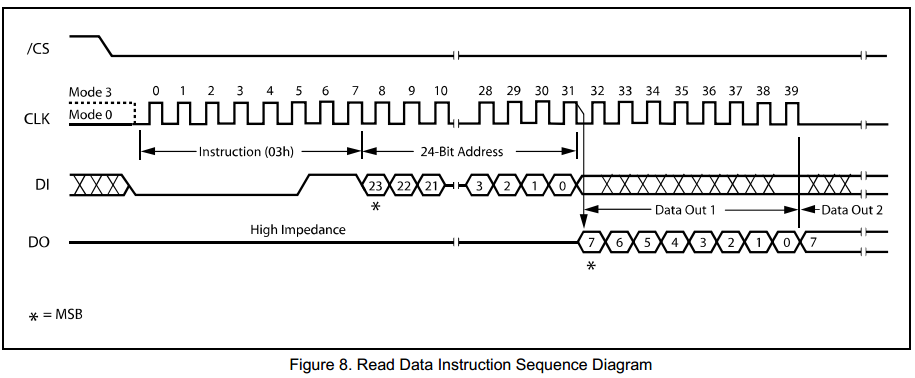 /CS
Mode 3 0 1 2 3 4 5 6 7 8 9 10 28 29 30 31 32 33 34 35 36 37 38 39
CLK Mode 0
Instruction (03h) 24-Bit Address
DI 23 22 21 3 2 1 0
* Data Out 1 Data Out 2
High Impedance
DO 7 6 5 4 3 2 1 0 7
*
* = MSB
Figure 8. Read Data Instruction Sequence Diagram